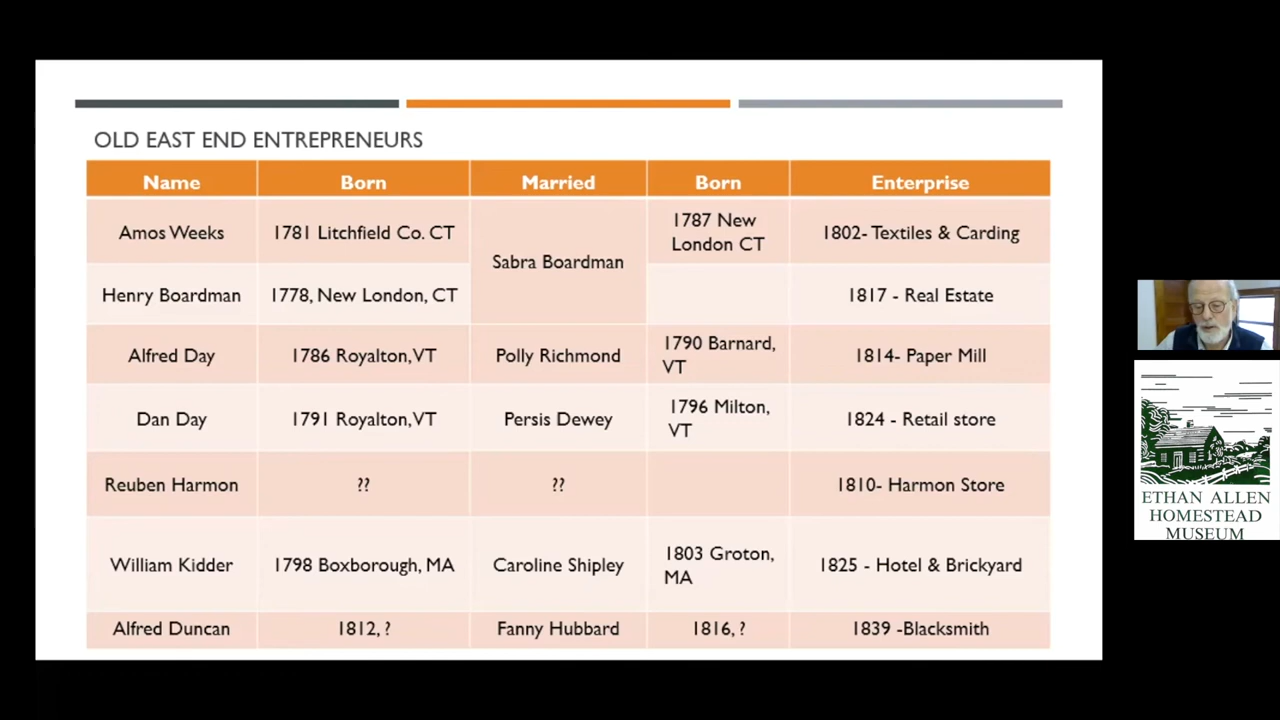 OLD EAST END ENTREPRENEURS
Name Born Married Born Enterprise
Amos Weeks 1781 Litchfield Co. CT Sabra Boardman 1787 New London CT 1802- Textiles & Carding
Henry Boardman 1778, New London, CT 1817 - Real Estate
Alfred Day 1786 Royalton,VT Polly Richmond 1790 Barnard, VT 1814- Paper Mill
Dan Day 1791 Royalton,VT Persis Dewey 1796 Milton, VT 1824 - Retail store
Reuben Harmon ?? ?? 1810- Harmon Store
William Kidder 1798 Boxborough, MA Caroline Shipley 1803 Groton, MA 1825 - Hotel & Brickyard
Alfred Duncan 1812, ? Fanny Hubbard 1816, ? 1839 -Blacksmith
ETHAN ALLEN
HOMESTEAD
MUSEUM